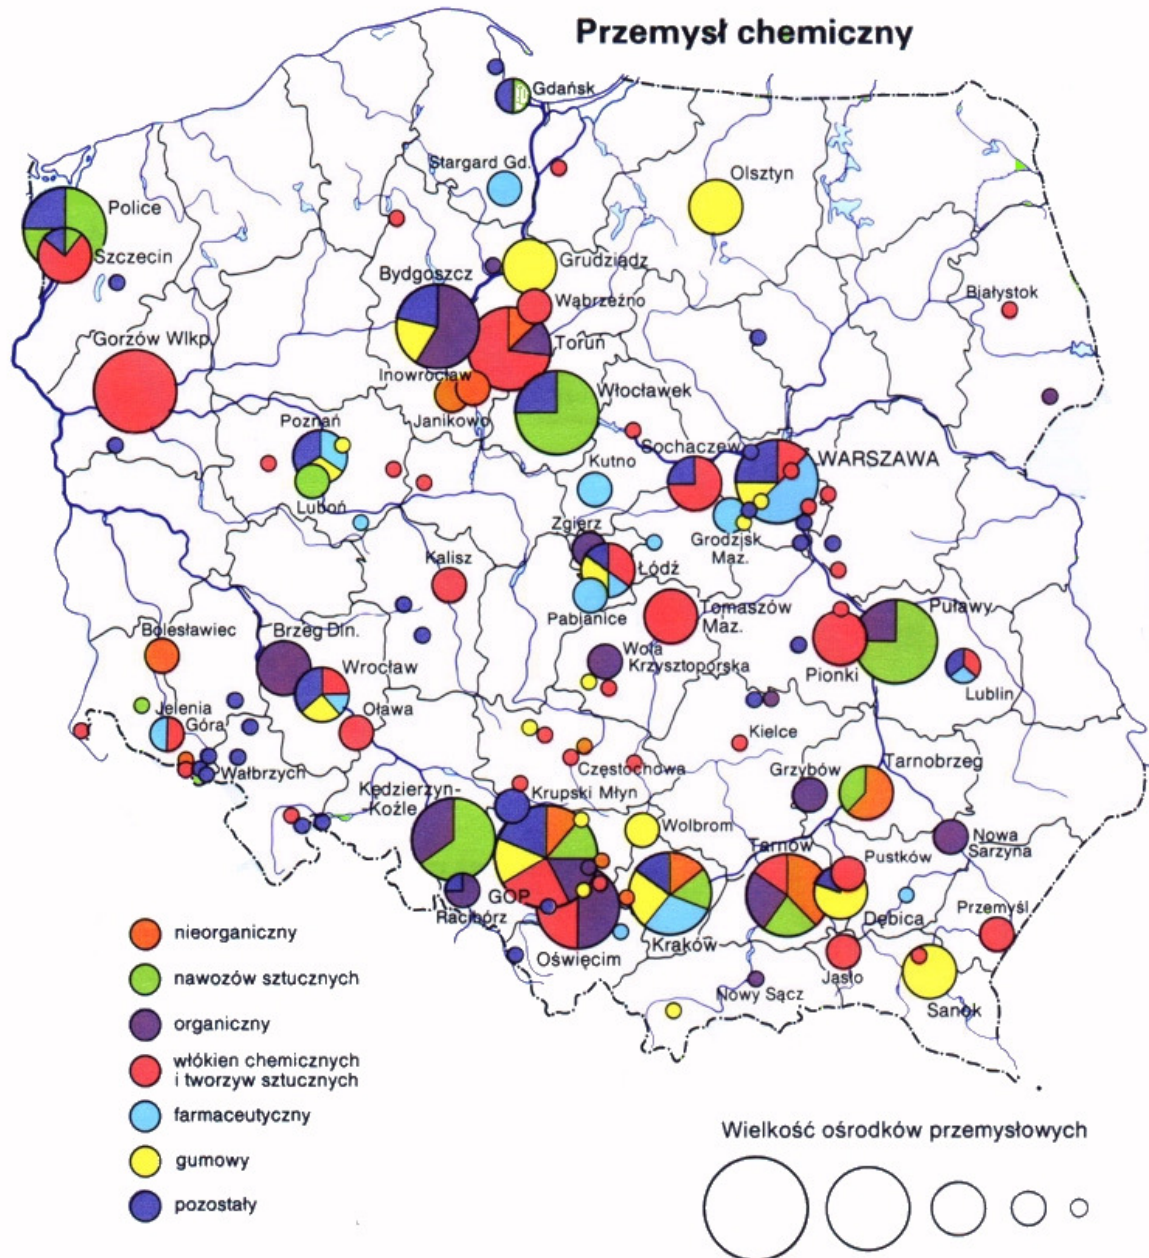 Przemysł chemiczny
Gdańsk
Stargard Gd.
Olsztyn
Police
Szczecin
Grudziądz
Bydgoszcz
Wąbrzeźno
Białystok
Gorzów Wlkp.
Toruń
Inowrocław
Włocławek
Janikowo
Poznań
Sochaczew
WARSZAWA
Kutno
Luboń
Zgierz
Grodzisk
Maz.
Łódź
Kalisz
Pabianice
Tomaszów
Maz.
Puławy
Bolesławiec
Brzeg Dln.
Wola
Krzysztoporska
Wrocław
Pionki
Lublin
Jelenia
Góra
Oława
Kielce
Wałbrzych
Częstochowa
Grzybów
Tarnobrzeg
Kędzierzyn-
Koźle
Krupski Młyn
Wolbrom
Nowa
Sarzyna
Tarnów
Pustków
GOP
Racibórz
Dębica
Przemyśl
Kraków
Oświęcim
Jasło
Nowy Sącz
Sanok
nieorganiczny
nawozów sztucznych
organiczny
włókien chemicznych
i tworzyw sztucznych
farmaceutyczny
gumowy
pozostały
Wielkość ośrodków przemysłowych